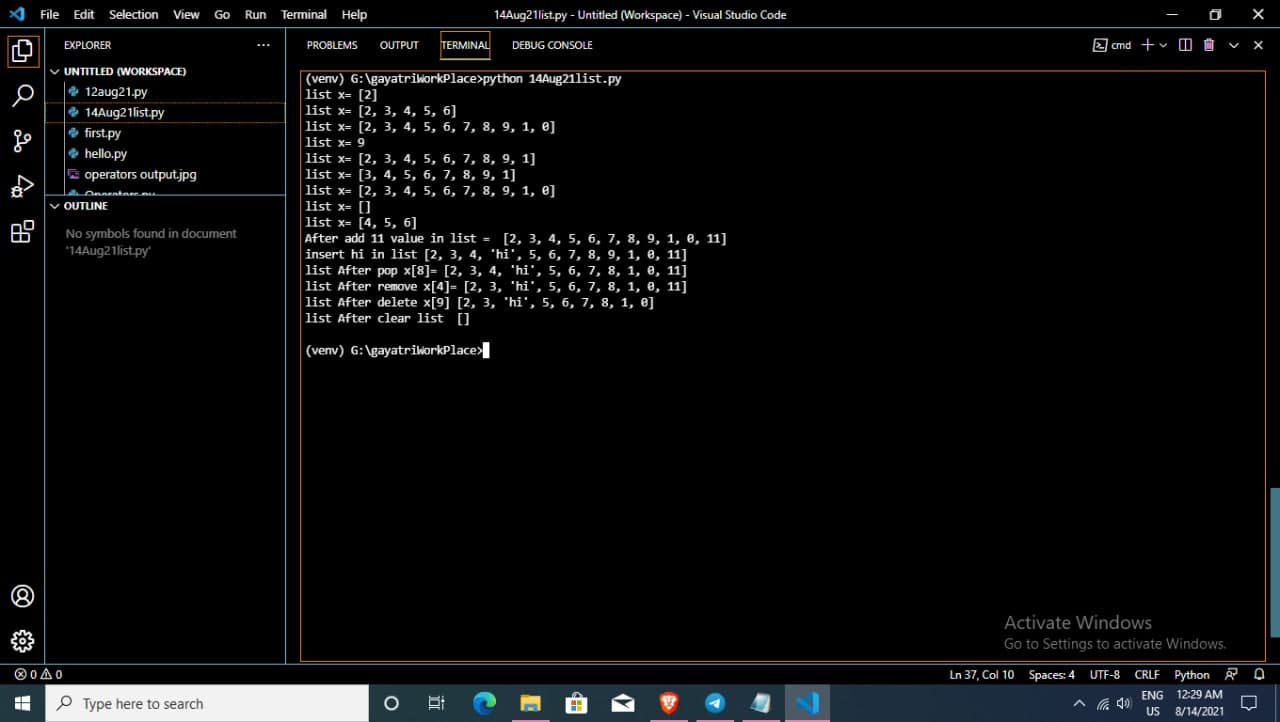 File Edit Selection View Go Run Terminal Help
14Aug21list.py - Untitled (Workspace) - Visual Studio Code
EXPLORER
UNTITLED (WORKSPACE)
12aug21.py
14Aug21list.py
first.py
hello.py
operators output.jpg
Operators.py
OUTLINE
No symbols found in document
'14Aug21list.py'
PROBLEMS OUTPUT TERMINAL DEBUG CONSOLE
cmd
(venv) G:\gayatriWorkPlace>python 14Aug21list.py
list x= [2]
list x= [2, 3, 4, 5, 6]
list x= [2, 3, 4, 5, 6, 7, 8, 9, 1, 0]
list x= 9
list x= [2, 3, 4, 5, 6, 7, 8, 9, 1]
list x= [3, 4, 5, 6, 7, 8, 9, 1]
list x= [2, 3, 4, 5, 6, 7, 8, 9, 1, 0]
list x= []
list x= [4, 5, 6]
After add 11 value in list =  [2, 3, 4, 5, 6, 7, 8, 9, 1, 0, 11]
insert hi in list [2, 3, 4, 'hi', 5, 6, 7, 8, 9, 1, 0, 11]
list After pop x[8]= [2, 3, 4, 'hi', 5, 6, 7, 8, 1, 0, 11]
list After remove x[4]= [2, 3, 'hi', 5, 6, 7, 8, 1, 0, 11]
list After delete x[9] [2, 3, 'hi', 5, 6, 7, 8, 1, 0]
list After clear list  []
(venv) G:\gayatriWorkPlace>
Activate Windows
Go to Settings to activate Windows.
0 0
Ln 37, Col 10 Spaces: 4 UTF-8 CRLF Python
Type here to search
ENG
US
12:29 AM
8/14/2021